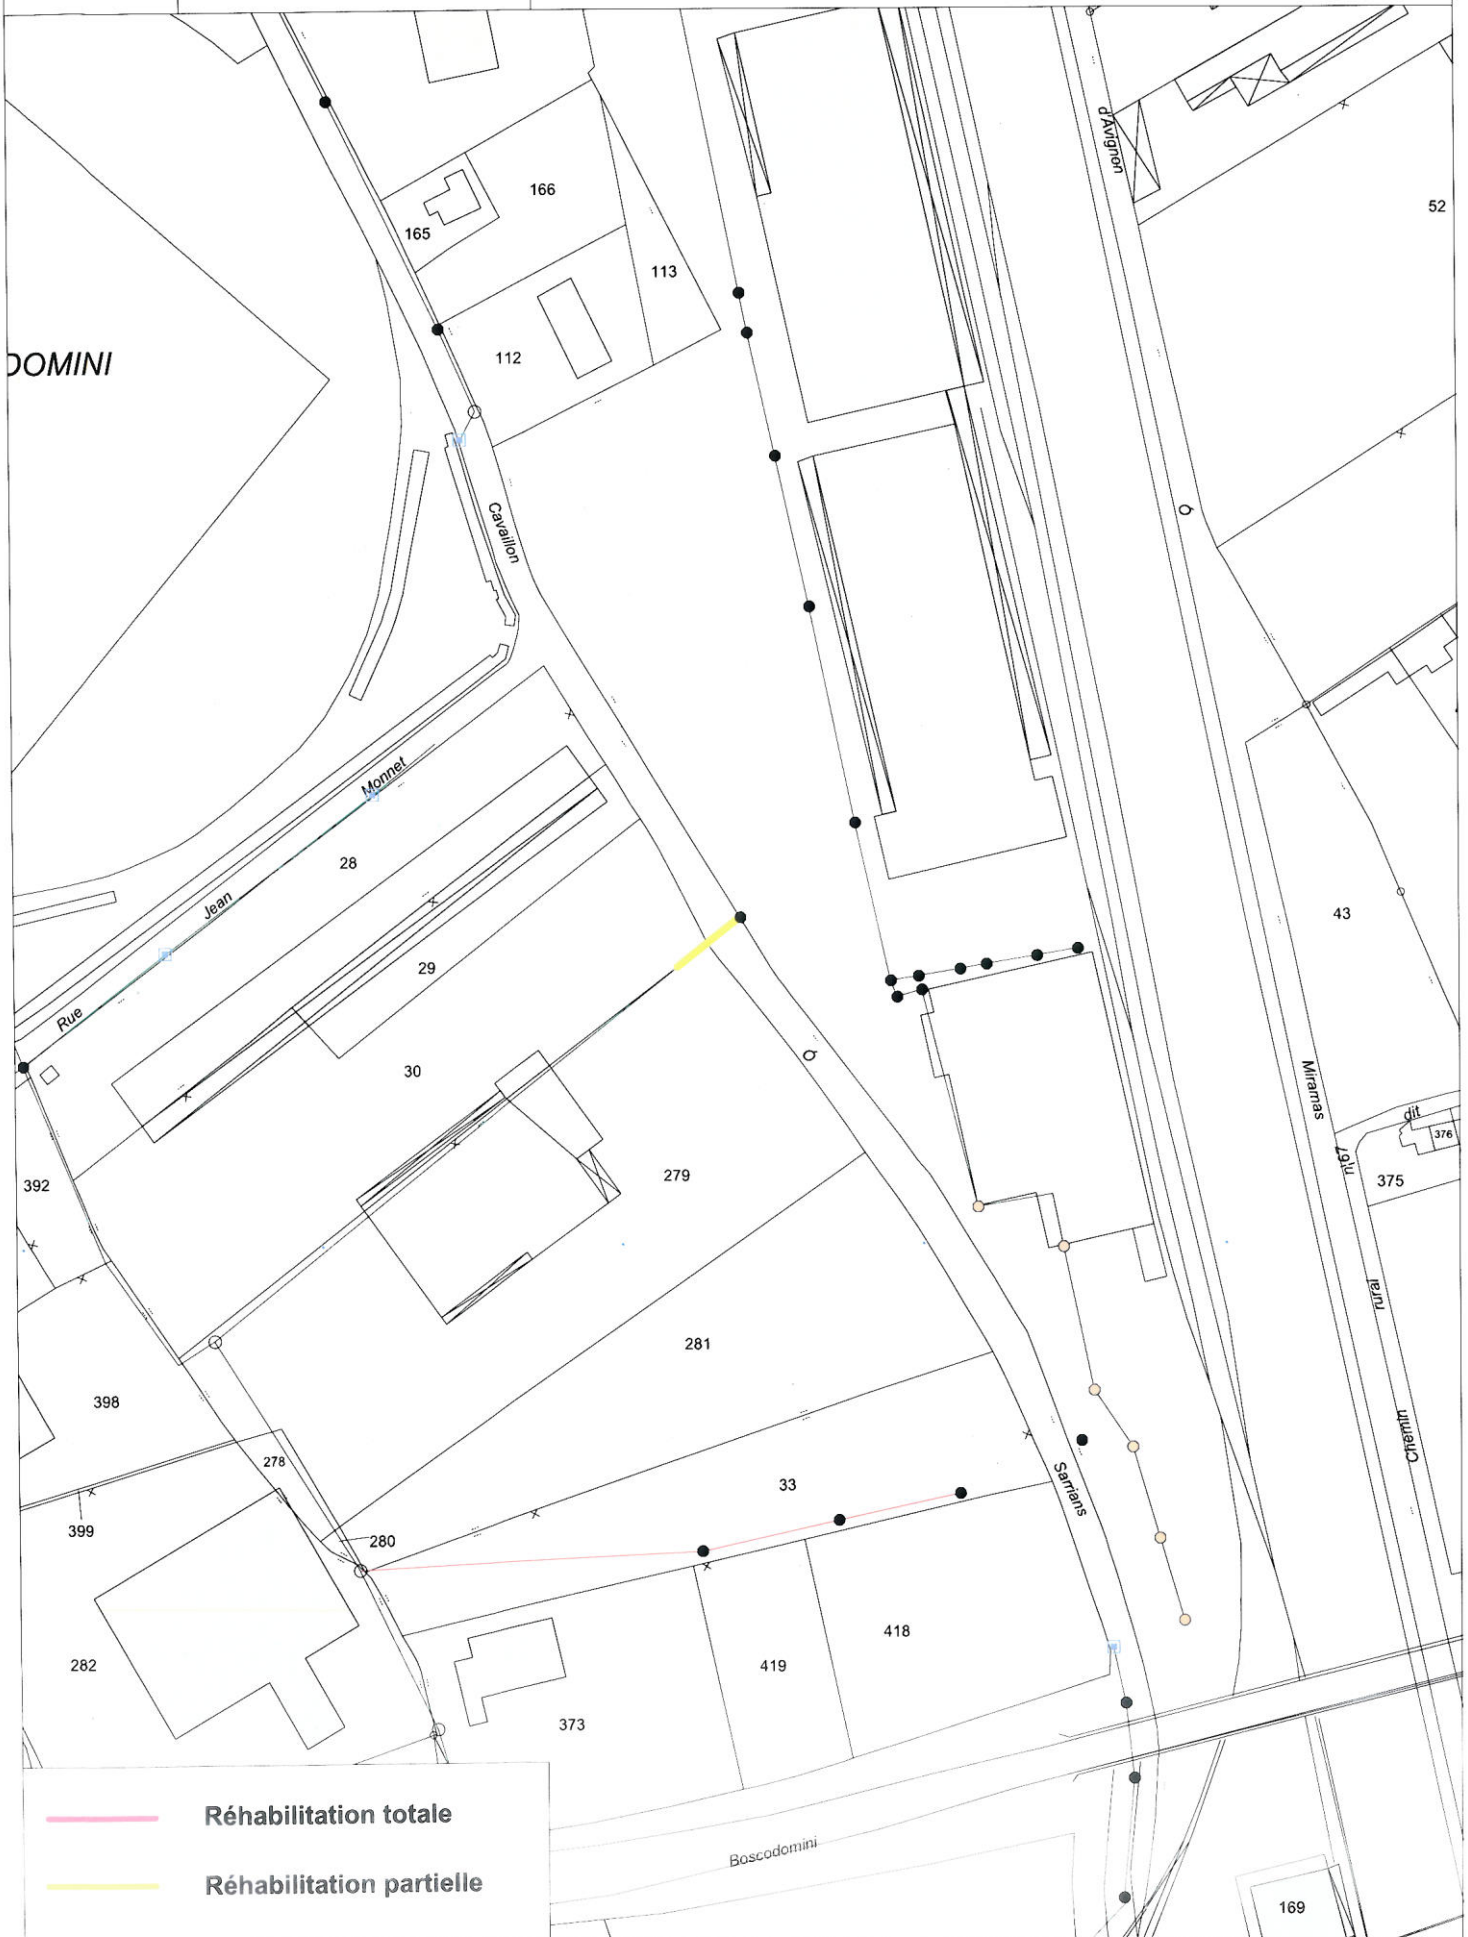 d'Avignon
166
52
165
113
112
DOMINI
Cavaillon
Monnet
28
Jean
43
29
Rue
30
Miramas
dit
376
n°67
279
375
392
rural
281
398
Chemin
278
33
Sarrians
399
280
418
282
419
373
Réhabilitation totale
Boscodomini
Réhabilitation partielle
169